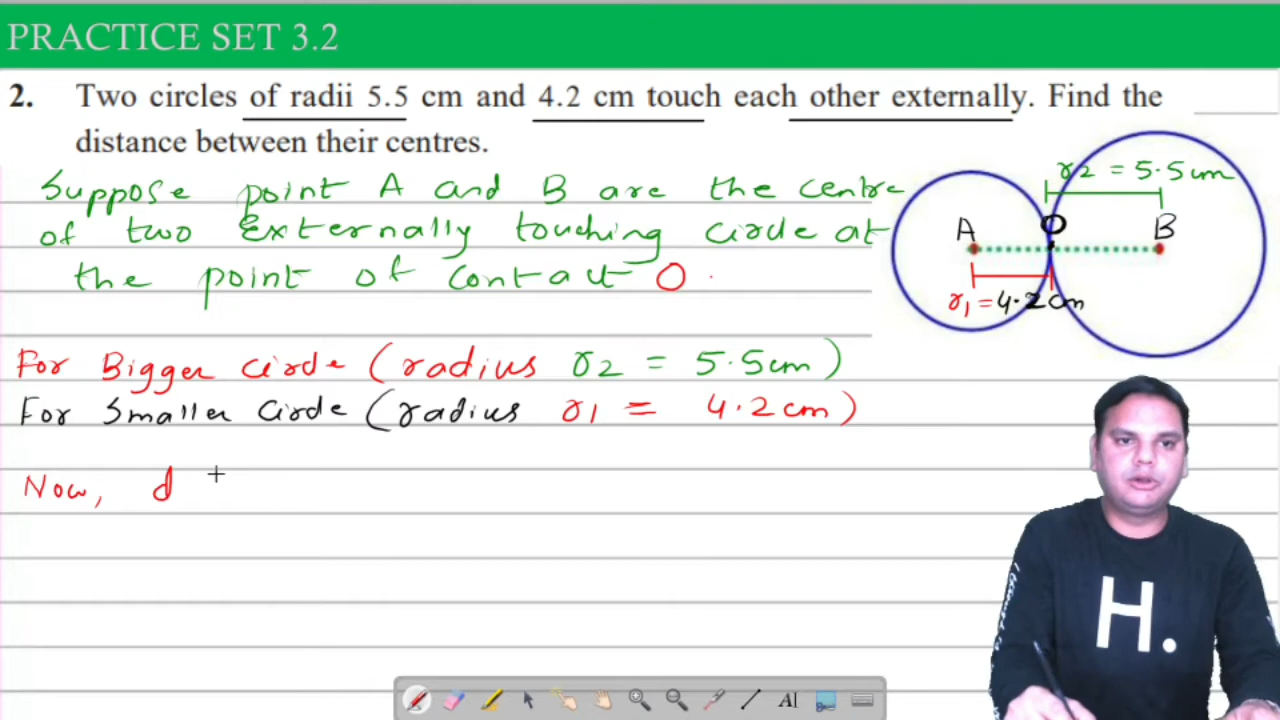 PRACTICE SET 3.2
2. Two circles of radii 5.5 cm and 4.2 cm touch each other externally. Find the
distance between their centres.
Suppose point A and B are the centre
of two externally touching circle at
the point of contact O.
r2 = 5.5cm
A O B
r1 = 4.2cm
For Bigger Circle (radius r2 = 5.5cm)
For Smaller Circle (radius r1 = 4.2cm)
Now, d
H.
AI